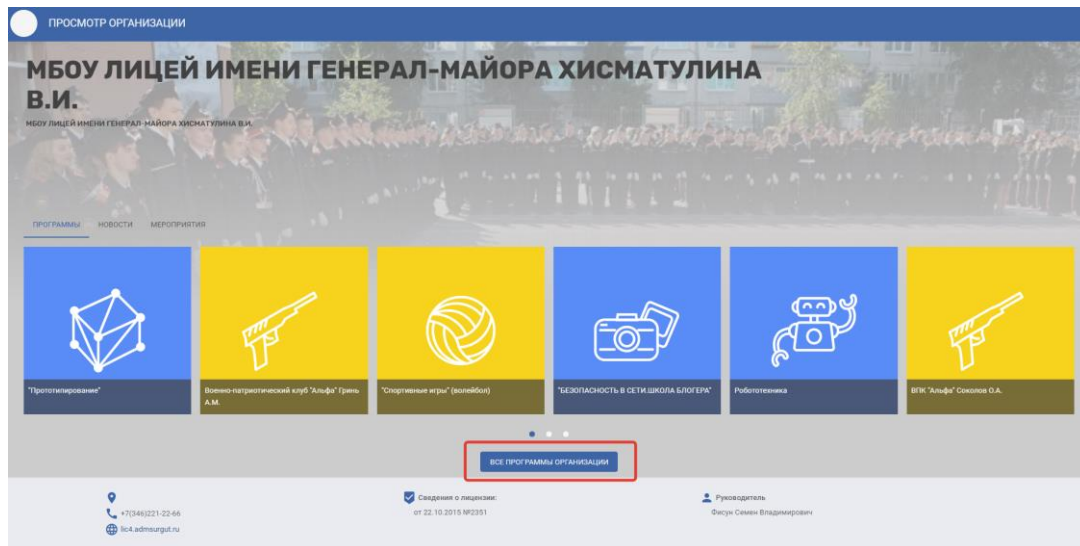 ПРОСМОТР ОРГАНИЗАЦИИ
МБОУ ЛИЦЕЙ ИМЕНИ ГЕНЕРАЛ-МАЙОРА ХИСМАТУЛИНА
В.И.
МБОУ ЛИЦЕЙ ИМЕНИ ГЕНЕРАЛ-МАЙОРА ХИСМАТУЛИНА В.И.
ПРОГРАММЫ НОВОСТИ МЕРОПРИЯТИЯ
"Прототипирование"
Военно-патриотический клуб "Альфа" Гринь
А.М.
"Спортивные игры" (волейбол)
"БЕЗОПАСНОСТЬ В СЕТИ.ШКОЛА БЛОГЕРА"
Робототехника
ВПК "Альфа" Соколов О.А.
ВСЕ ПРОГРАММЫ ОРГАНИЗАЦИИ
+7(346)221-22-66
lic4.admsurgut.ru
Сведения о лицензии:
от 22.10.2015 №2351
Руководитель
Фисун Семен Владимирович